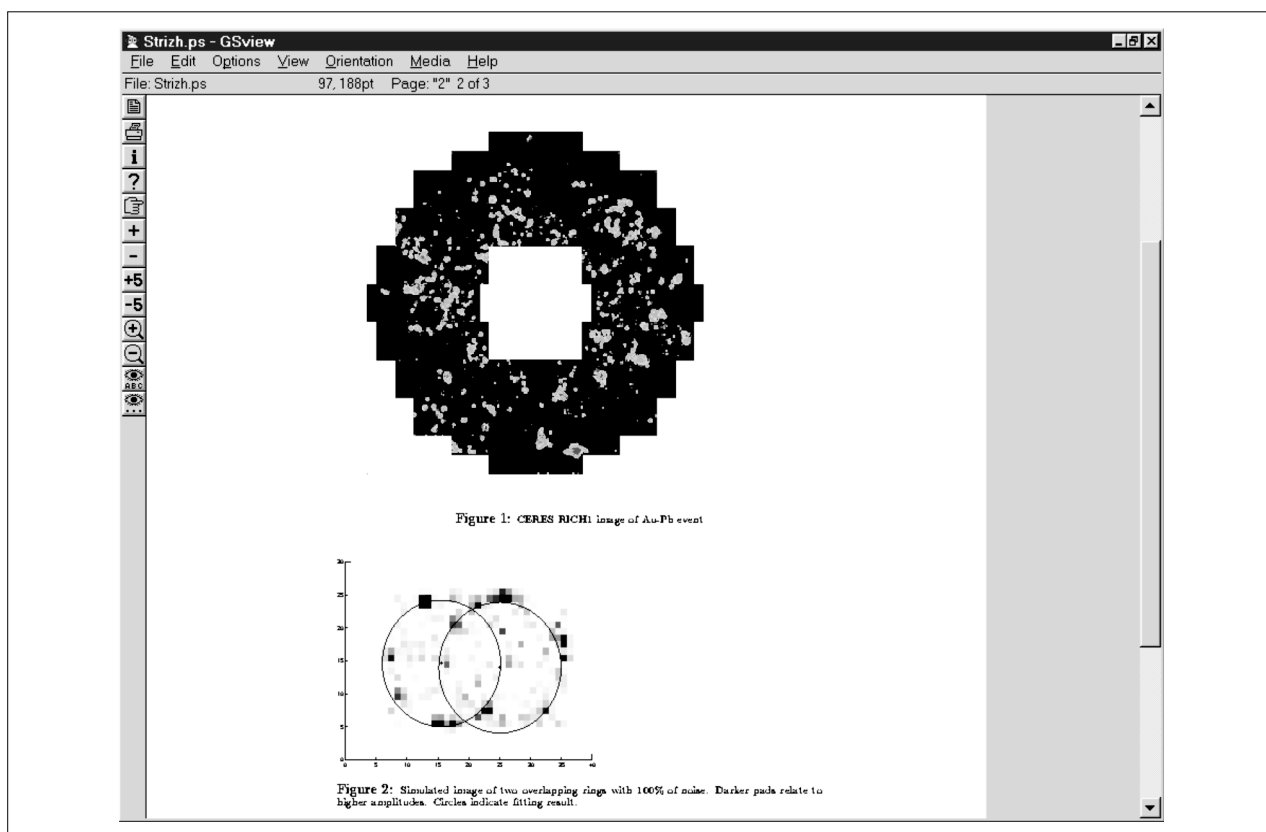 Strizh.ps - GSview
File Edit Options View Orientation Media Help
File: Strizh.ps 97, 188pt Page: "2" 2 of 3
i
?
+
-
+5
-5
+
-
ABC
...
Figure 1: CERES RICH1 image of Au-Pb event
30
25
20
15
10
5
0
0 5 10 15 20 25 30 35 40
Figure 2: Simulated image of two overlapping rings with 100% of noise. Darker pads relate to
higher amplitudes. Circles indicate fitting result.